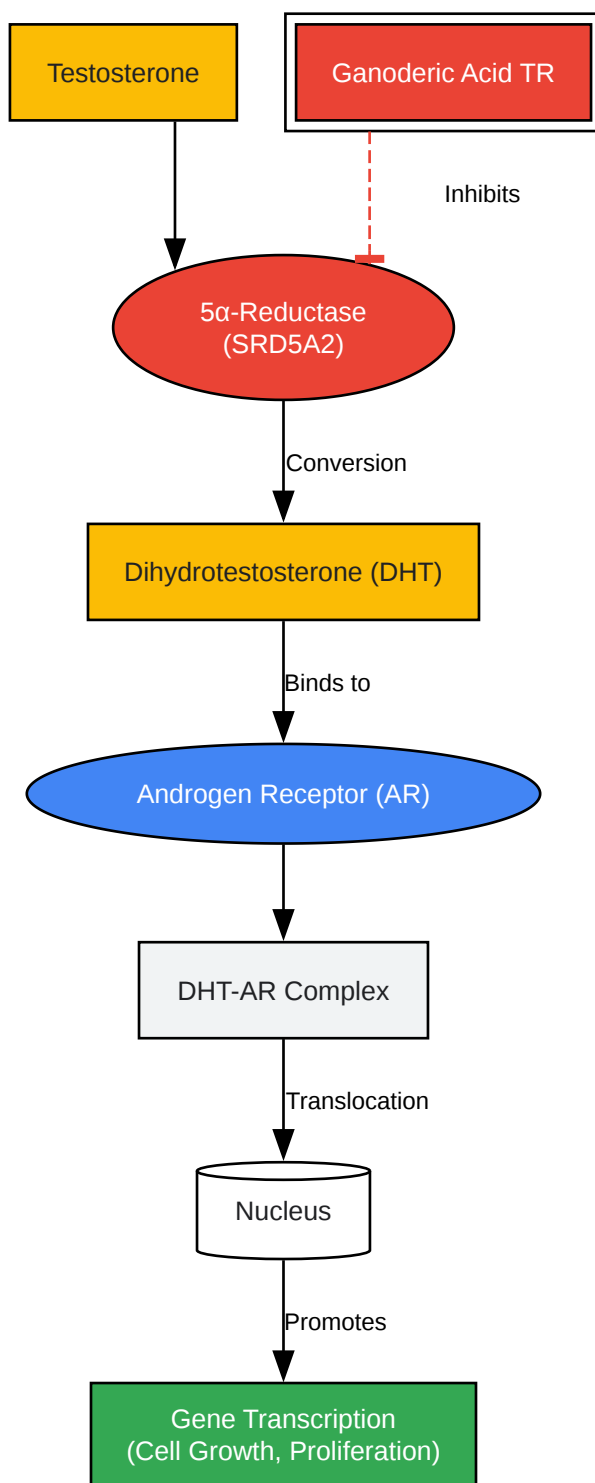 Testosterone
Ganoderic Acid TR
Inhibits
5α-Reductase
(SRD5A2)
Conversion
Dihydrotestosterone (DHT)
Binds to
Androgen Receptor (AR)
DHT-AR Complex
Translocation
Nucleus
Promotes
Gene Transcription
(Cell Growth, Proliferation)